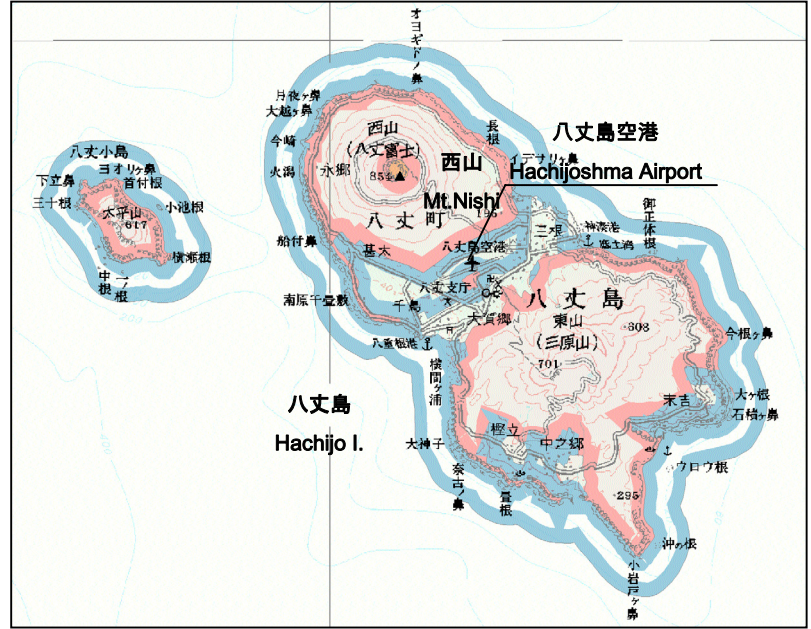 オヨギドノ鼻
月夜ヶ鼻
大越ヶ鼻
今崎
火潟
永郷
西山
(八丈富士)
854
長根
西山
Mt.Nishi
八丈島空港
イデサリヶ鼻
Hachijoshma Airport
八丈小島
ヨオリヶ鼻
下立鼻
首付根
三十根
小池根
太平山
617
横瀬根
中根
一ノ根
八丈町
三根
神湊港
御正体根
船付鼻
甚太
八丈島空港
南原千畳敷
千鳥
八丈支庁
大賀郷
八丈島
東山
(三原山)
608
701
今根ヶ鼻
八重根港
横間ヶ浦
八丈島
Hachijo I.
末吉
大ヶ根
石積ヶ鼻
樫立
中之郷
大神子
奈古ノ鼻
畳根
ウロウ根
295
沖の根
小岩戸ヶ鼻
200